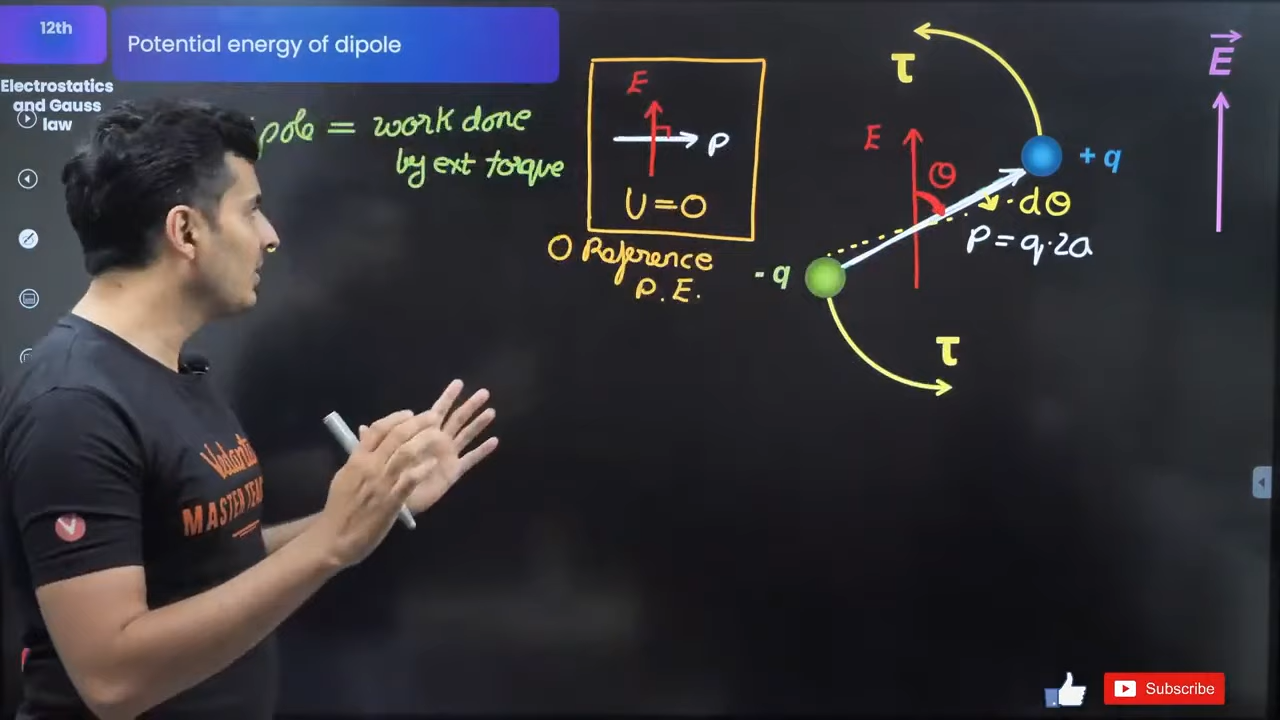 12th
Potential energy of dipole
Electrostatics
and Gauss
law
pole = work done
by ext torque
E
P
U = 0
0 Reference
P. E.
τ
E
θ
+ q
dθ
P = q·2a
- q
τ
E
MASTER TEA
V
Subscribe